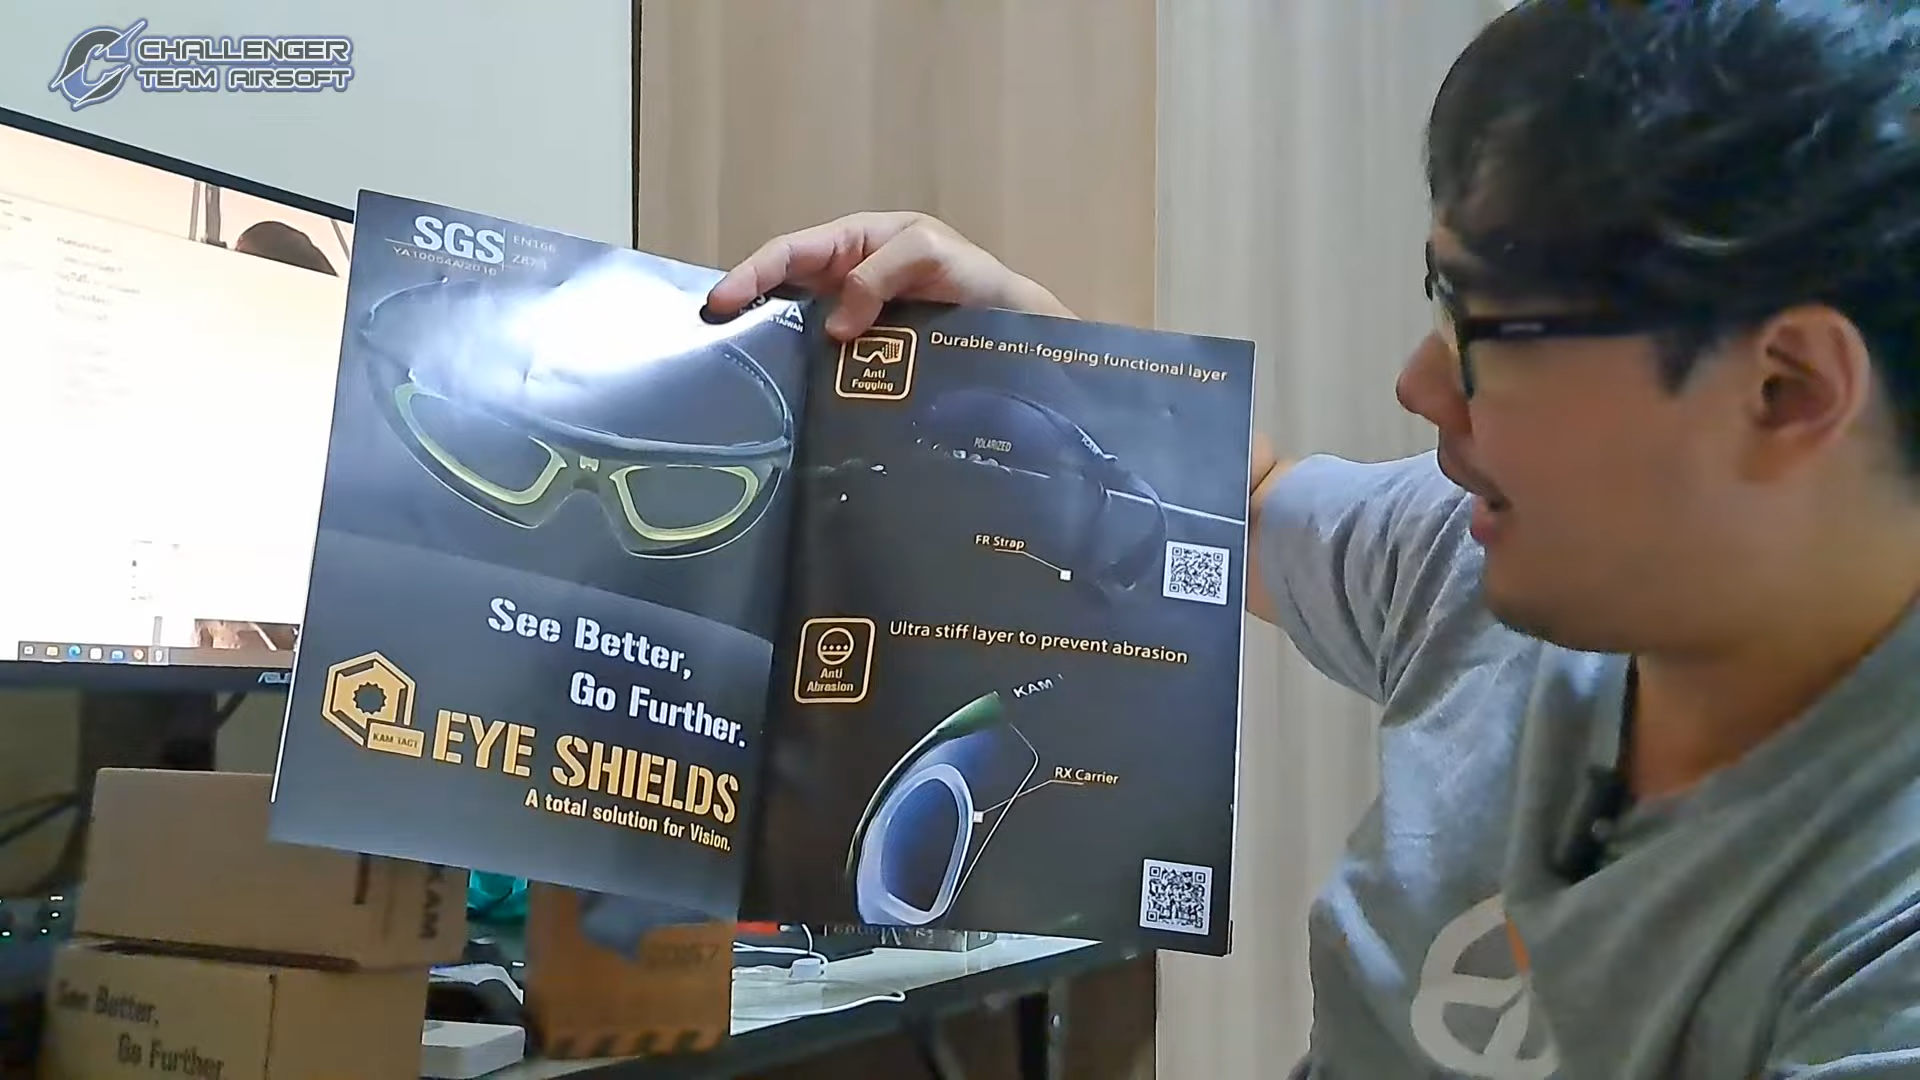 CHALLENGER
TEAM AIRSOFT
SGS
EN166
YA10054A/2016
Anti
Fogging
Durable anti-fogging functional layer
POLARIZED
FR Strap
See Better,
Go Further.
KAM TACT
EYE SHIELDS
A total solution for Vision.
Anti
Abrasion
Ultra stiff layer to prevent abrasion
KAM
RX Carrier
KAM
See Better,
Go Further.